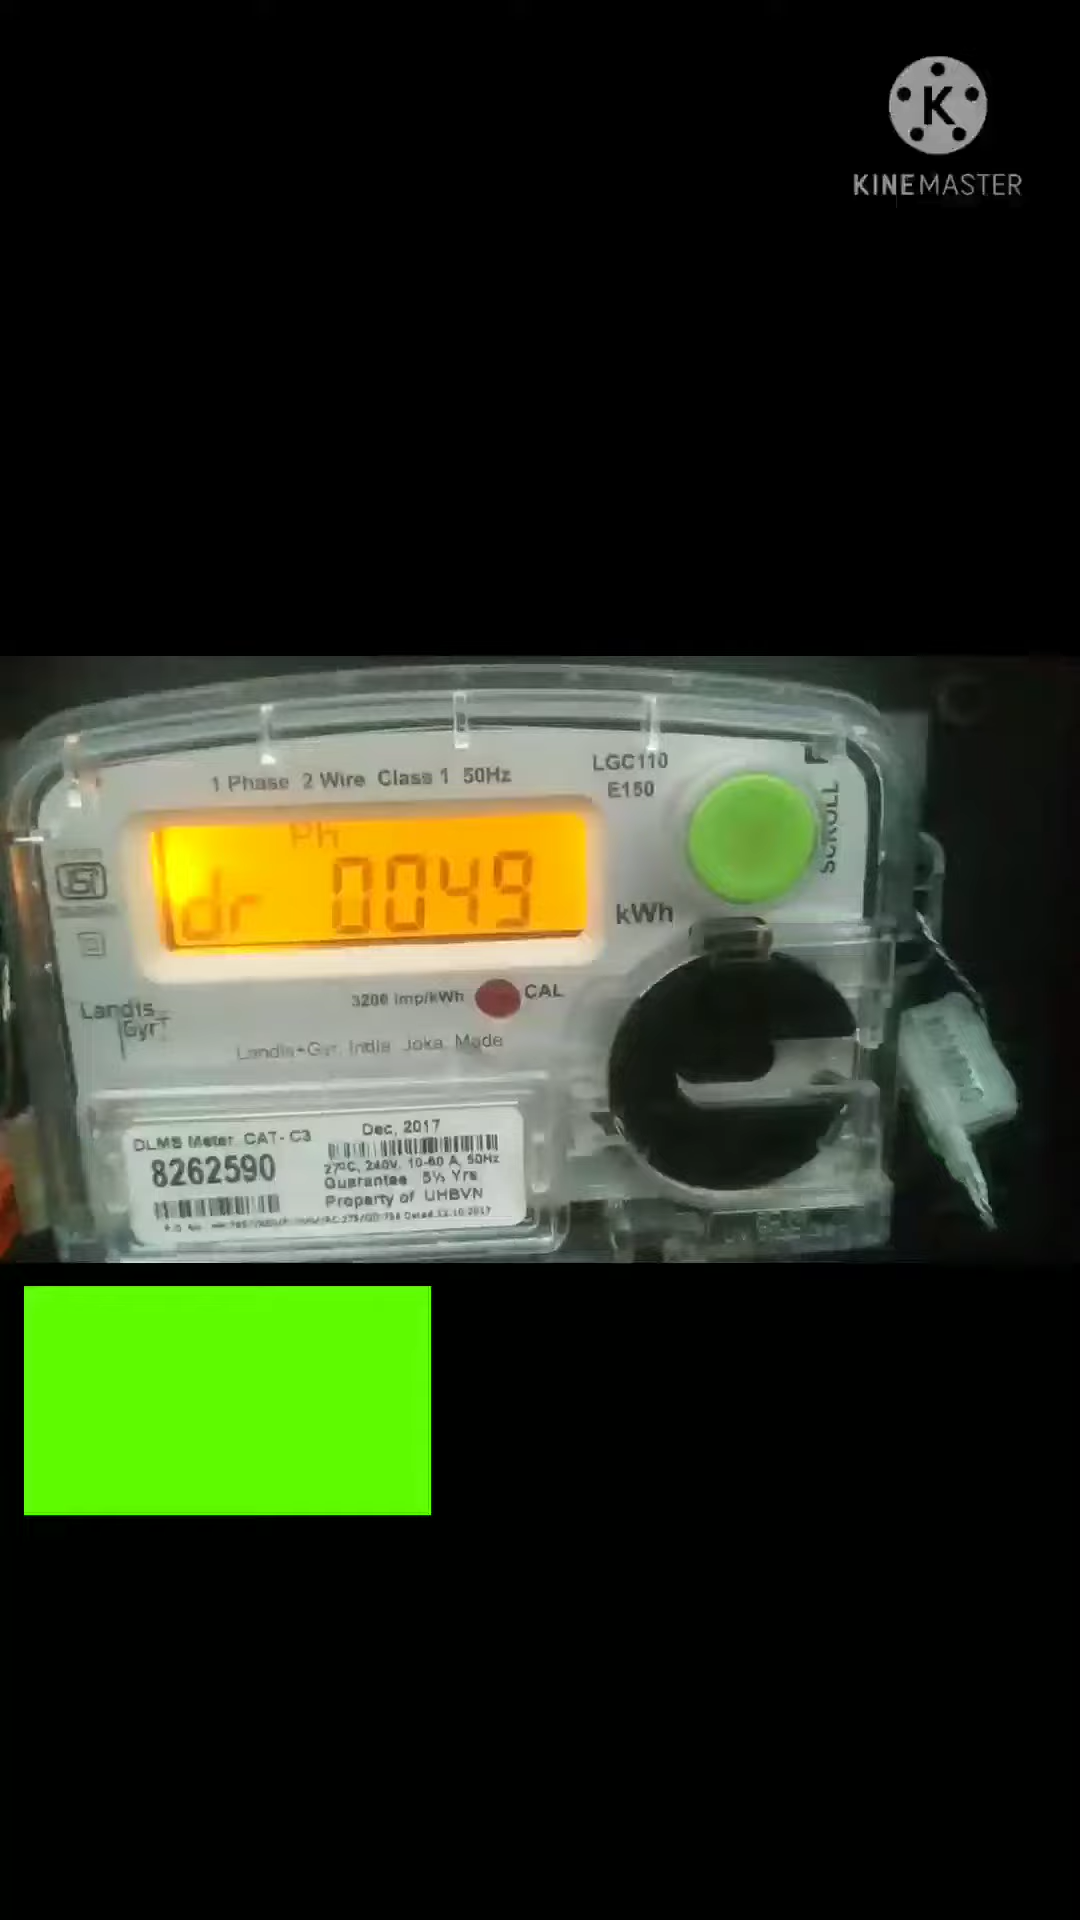 KINEMASTER
1 Phase 2 Wire Class 1 50Hz
LGC110
E150
SCROLL
Ph
dr 0049
kWh
3200 imp/kWh CAL
Landis
Gyr
Landis+Gyr, India, Joka, Made
DLMS Meter CAT- C3
8262590
Dec, 2017
27°C, 240V, 10-60 A, 50Hz
Guarantee 5½ Yrs
Property of UHBVN